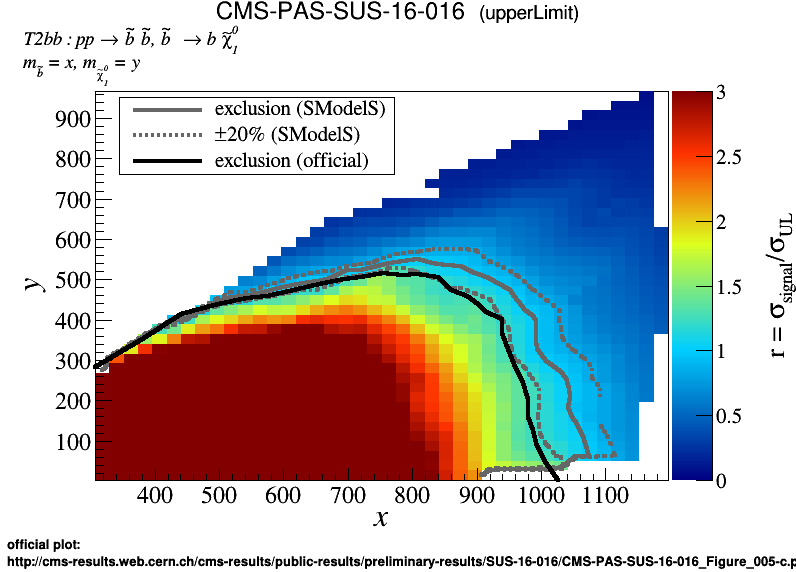 CMS-PAS-SUS-16-016 (upperLimit)
T2bb : pp → b̃ b̃, b̃ → b χ̃⁰₁
m_b̃ = x, m_χ̃⁰₁ = y
exclusion (SModelS)
±20% (SModelS)
exclusion (official)
900
800
700
600
500
400
300
200
100
y
400 500 600 700 800 900 1000 1100
x
3
2.5
2
1.5
1
0.5
0
r = σ_signal/σ_UL
official plot:
http://cms-results.web.cern.ch/cms-results/public-results/preliminary-results/SUS-16-016/CMS-PAS-SUS-16-016_Figure_005-c.p